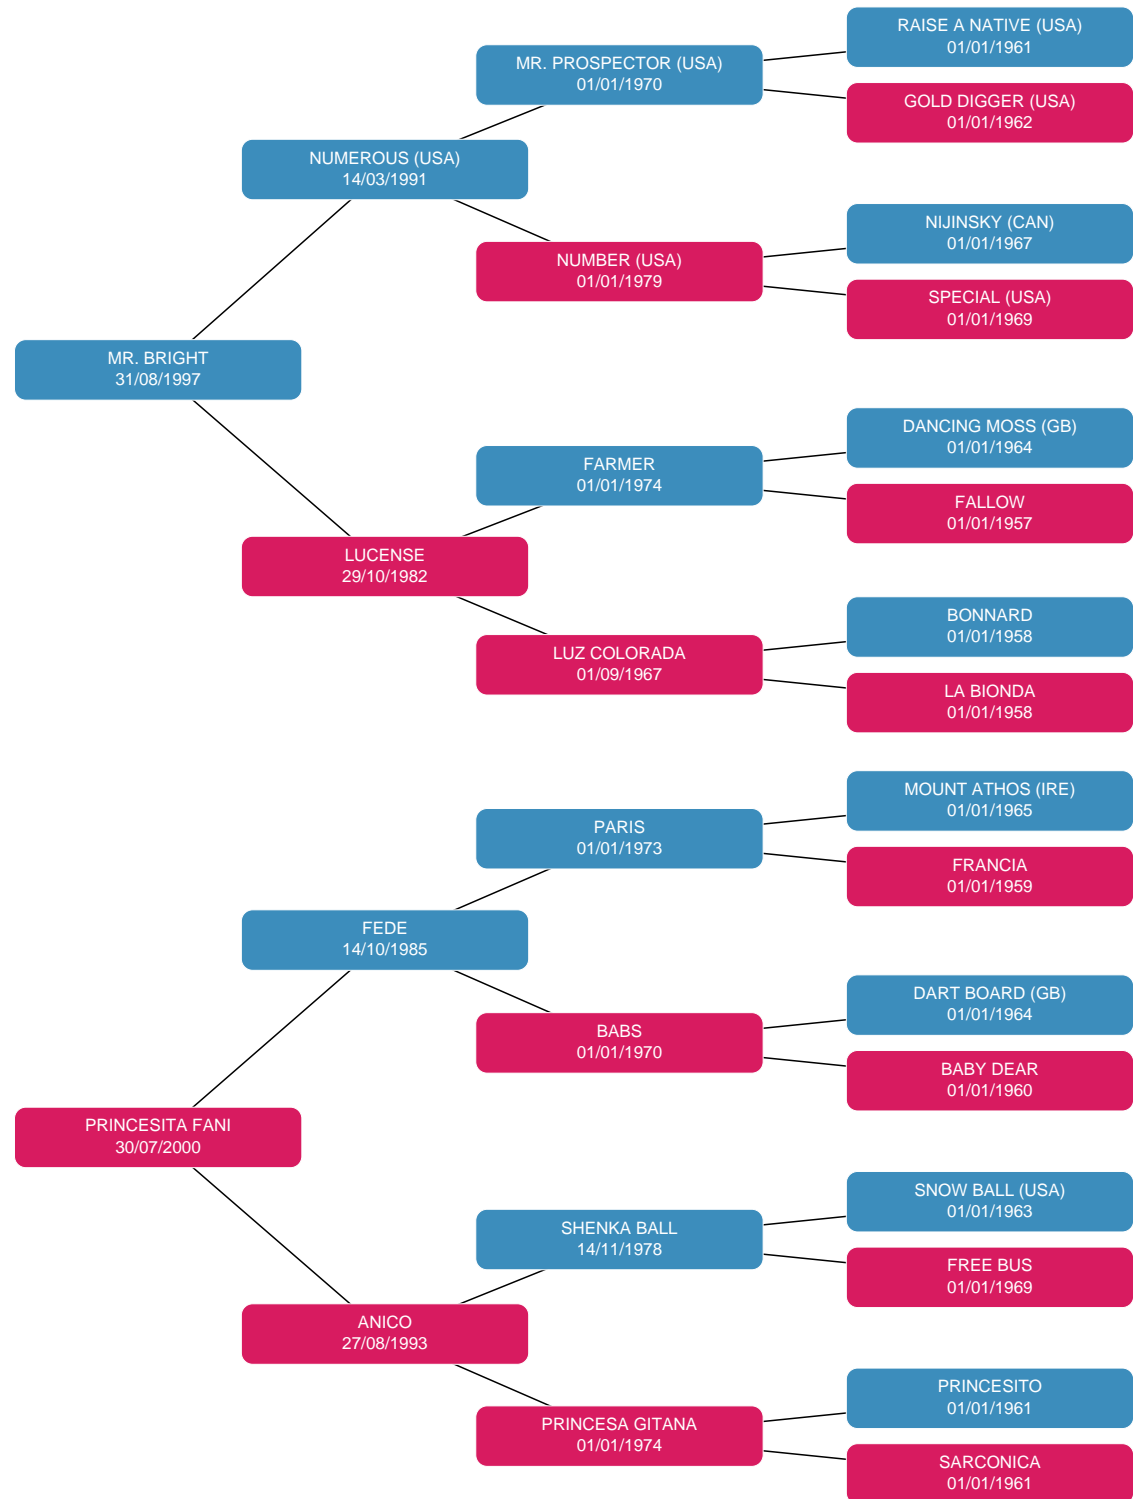 RAISE A NATIVE (USA)
01/01/1961
MR. PROSPECTOR (USA)
01/01/1970
GOLD DIGGER (USA)
01/01/1962
NUMEROUS (USA)
14/03/1991
NIJINSKY (CAN)
01/01/1967
NUMBER (USA)
01/01/1979
SPECIAL (USA)
01/01/1969
MR. BRIGHT
31/08/1997
DANCING MOSS (GB)
01/01/1964
FARMER
01/01/1974
FALLOW
01/01/1957
LUCENSE
29/10/1982
BONNARD
01/01/1958
LUZ COLORADA
01/09/1967
LA BIONDA
01/01/1958
MOUNT ATHOS (IRE)
01/01/1965
PARIS
01/01/1973
FRANCIA
01/01/1959
FEDE
14/10/1985
DART BOARD (GB)
01/01/1964
BABS
01/01/1970
BABY DEAR
01/01/1960
PRINCESITA FANI
30/07/2000
SNOW BALL (USA)
01/01/1963
SHENKA BALL
14/11/1978
FREE BUS
01/01/1969
ANICO
27/08/1993
PRINCESITO
01/01/1961
PRINCESA GITANA
01/01/1974
SARCONICA
01/01/1961